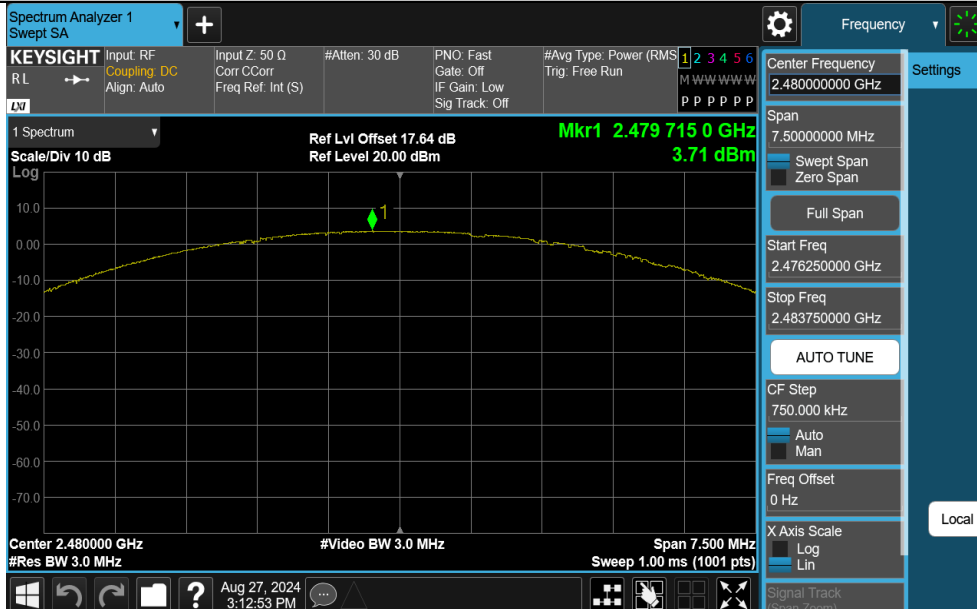 Spectrum Analyzer 1
Swept SA
+
Frequency
KEYSIGHT
R L
LXI
Input: RF
Coupling: DC
Align: Auto
Input Z: 50 Ω
Corr CCorr
Freq Ref: Int (S)
#Atten: 30 dB
PNO: Fast
Gate: Off
IF Gain: Low
Sig Track: Off
#Avg Type: Power (RMS
Trig: Free Run
1 2 3 4 5 6
M W W W W W
P P P P P P
1 Spectrum
Scale/Div 10 dB
Log
Ref Lvl Offset 17.64 dB
Ref Level 20.00 dBm
Mkr1 2.479 715 0 GHz
3.71 dBm
1
10.0
0.00
-10.0
-20.0
-30.0
-40.0
-50.0
-60.0
-70.0
Center 2.480000 GHz
#Res BW 3.0 MHz
#Video BW 3.0 MHz
Span 7.500 MHz
Sweep 1.00 ms (1001 pts)
Center Frequency
2.480000000 GHz
Span
7.50000000 MHz
Swept Span
Zero Span
Full Span
Start Freq
2.476250000 GHz
Stop Freq
2.483750000 GHz
AUTO TUNE
CF Step
750.000 kHz
Auto
Man
Freq Offset
0 Hz
X Axis Scale
Log
Lin
Signal Track
(Span Zoom)
Settings
Local
?
Aug 27, 2024
3:12:53 PM